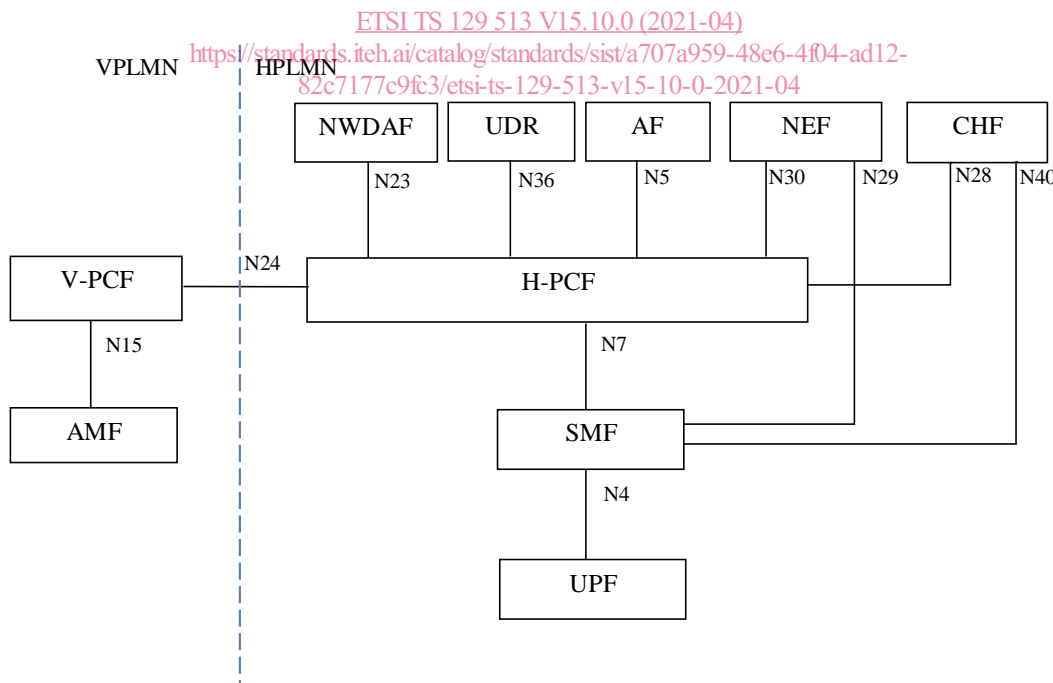 ETSI TS 129 513 V15.10.0 (2021-04)
https://standards.iteh.ai/catalog/standards/sist/a707a959-48e6-4f04-ad12-
82c7177c9fc3/etsi-ts-129-513-v15-10-0-2021-04
VPLMN HPLMN
NWDAF UDR AF NEF CHF
N23 N36 N5 N30 N29 N28 N40
N24
V-PCF H-PCF
N15 N7
AMF SMF
N4
UPF